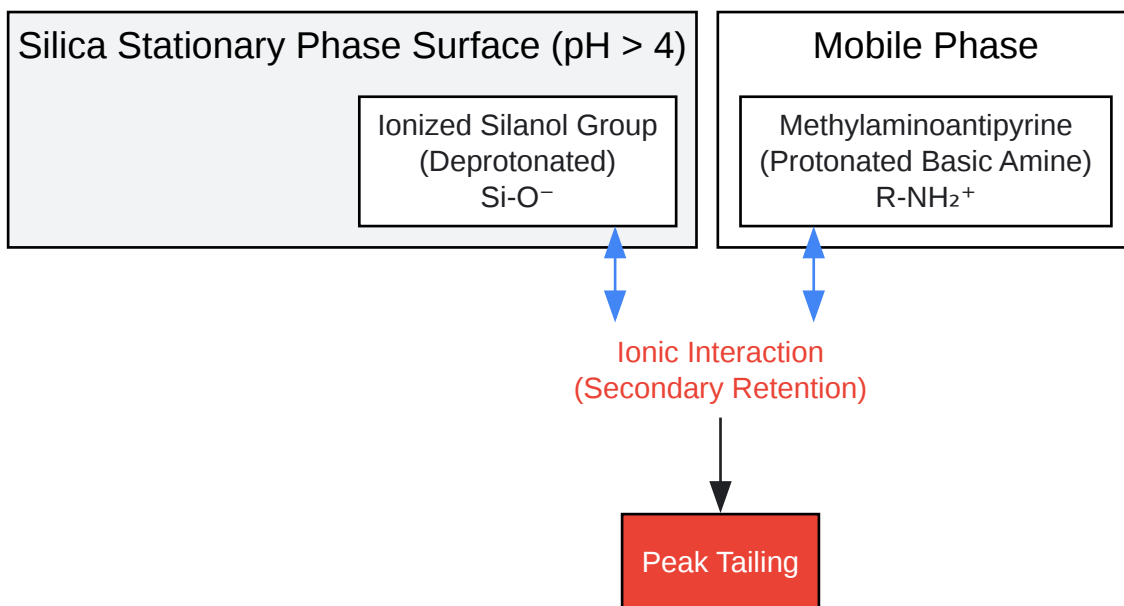 Silica Stationary Phase Surface (pH > 4)
Ionized Silanol Group
(Deprotonated)
Si-O⁻
Mobile Phase
Methylaminoantipyrine
(Protonated Basic Amine)
R-NH₂⁺
Ionic Interaction
(Secondary Retention)
Peak Tailing